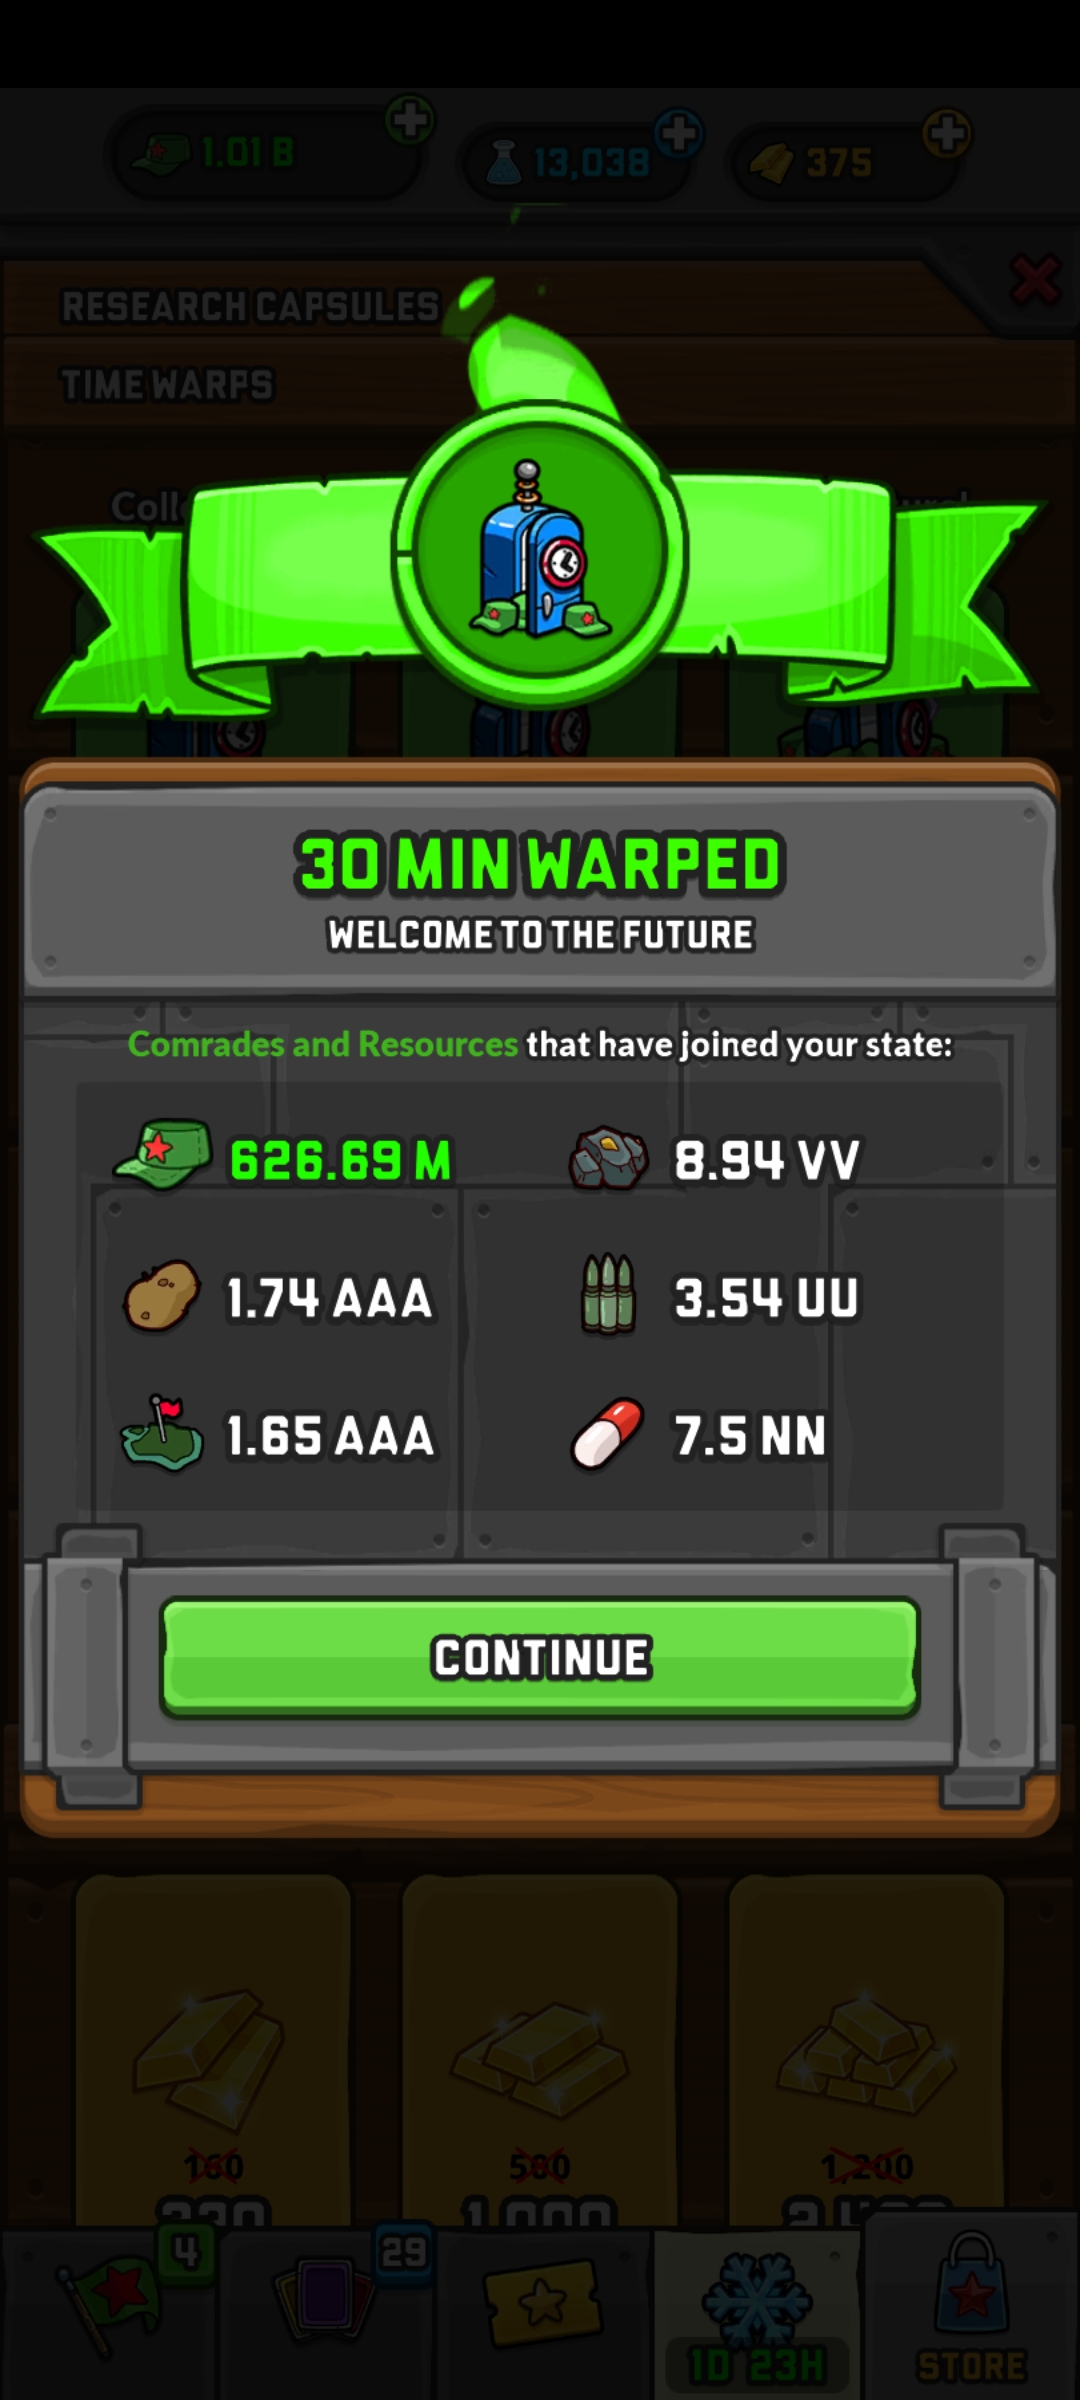 1.01 B
13,038
375
RESEARCH CAPSULES
TIME WARPS
30 MIN WARPED
WELCOME TO THE FUTURE
Comrades and Resources that have joined your state:
626.69 M
8.94 VV
1.74 AAA
3.54 UU
1.65 AAA
7.5 NN
CONTINUE
1,200
4
29
1D 23H
STORE